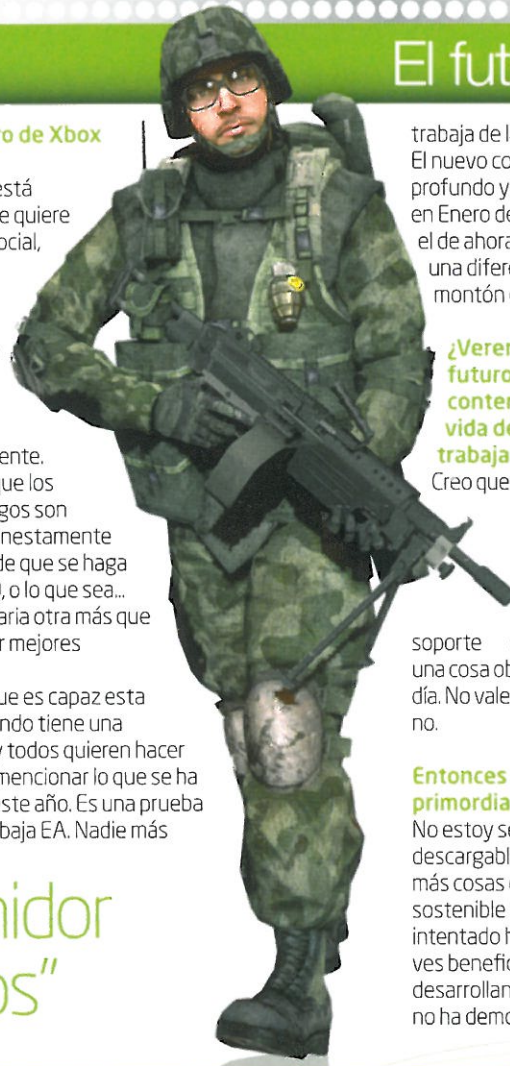 El fut
ro de Xbox
está
e quiere
ocial,
ente.
ue los
gos son
nestamente
de que se haga
, o lo que sea...
aria otra más que
r mejores
ue es capaz esta
ndo tiene una
y todos quieren hacer
mencionar lo que se ha
ste año. Es una prueba
baja EA. Nadie más
nidor
os"
trabaja de l
El nuevo co
profundo y
en Enero de
el de ahora
una difere
montón
¿Verem
futuro
conter
vida de
trabaja
Creo que
soporte
una cosa ob
día. No vale
no.
Entonces
primordia
No estoy se
descargabl
más cosas
sostenible
intentado h
ves benefic
desarrollan
no ha demo